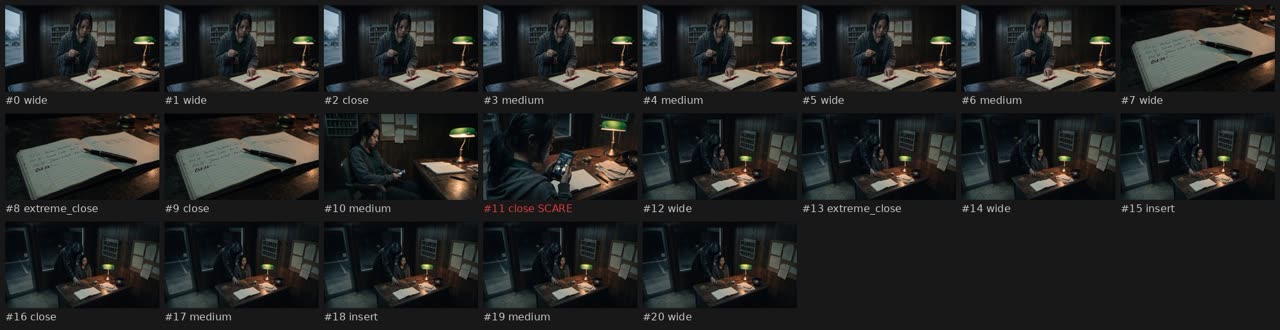 #0 wide
#1 wide
#2 close
#3 medium
#4 medium
#5 wide
#6 medium
#7 wide
#8 extreme_close
#9 close
#10 medium
#11 close SCARE
#12 wide
#13 extreme_close
#14 wide
#15 insert
#16 close
#17 medium
#18 insert
#19 medium
#20 wide